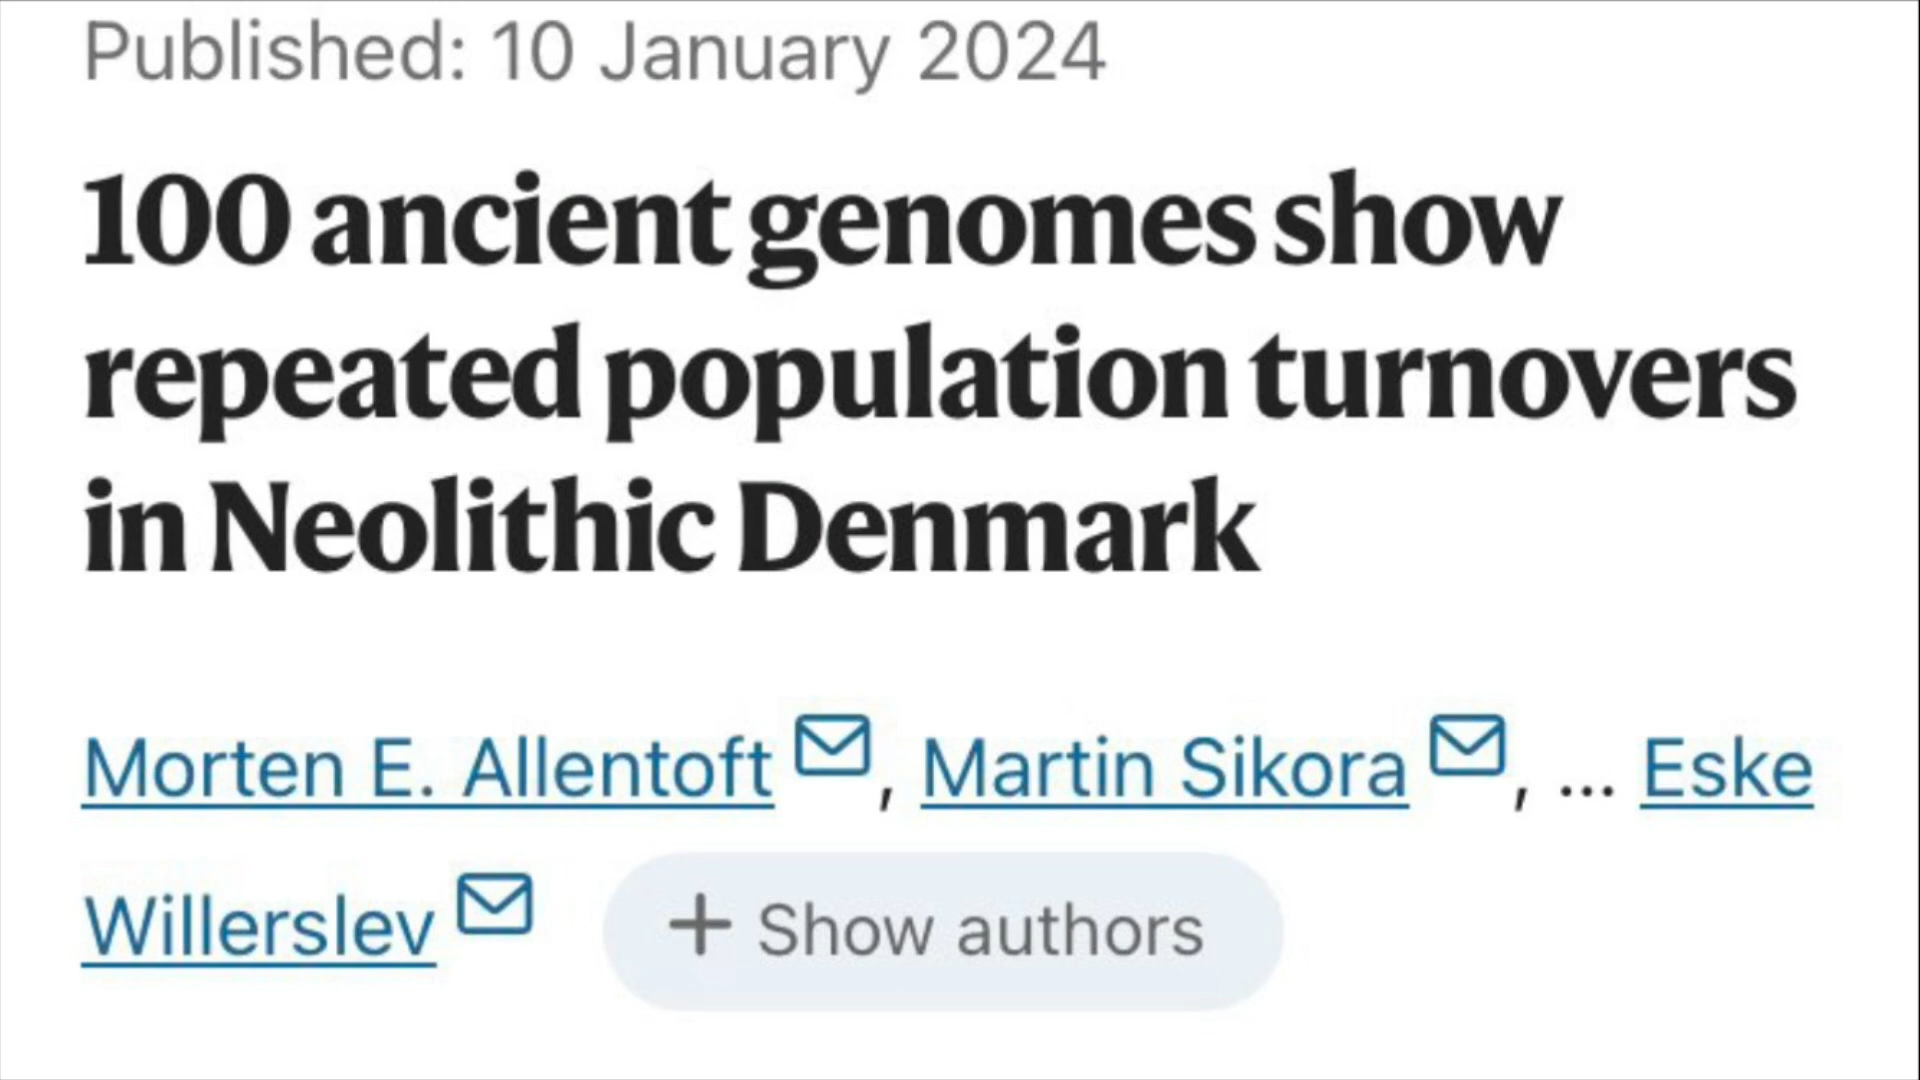 Published: 10 January 2024
100 ancient genomes show
repeated population turnovers
in Neolithic Denmark
Morten E. Allentoft, Martin Sikora, ... Eske
Willerslev + Show authors